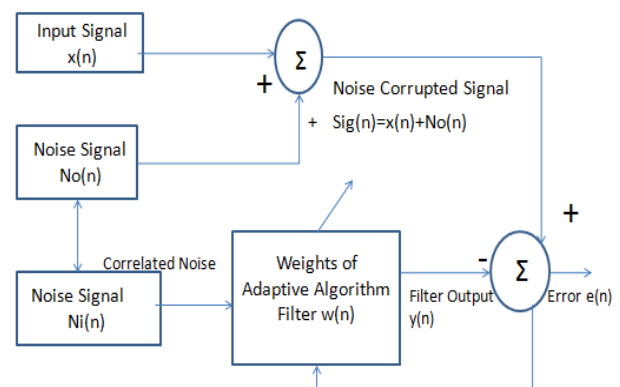 Input Signal
x(n)
Σ
+
Noise Corrupted Signal
+ Sig(n)=x(n)+No(n)
Noise Signal
No(n)
+
Correlated Noise
Weights of
Adaptive Algorithm
Filter w(n)
-
Σ
Noise Signal
Ni(n)
Filter Output
y(n)
Error e(n)